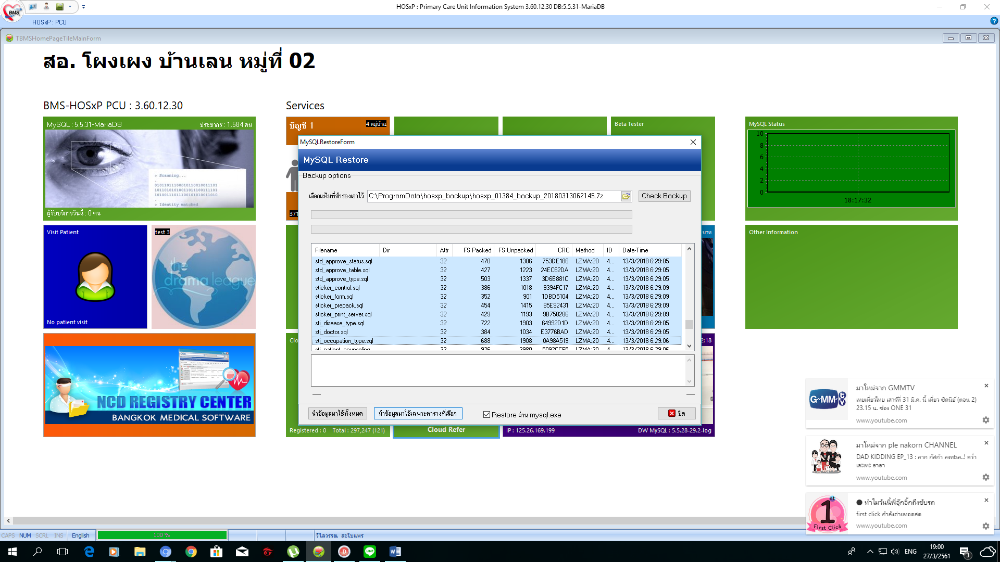 HOSxP : Primary Care Unit Information System 3.60.12.30 DB:5.5.31-MariaDB
BMS
HOSxP : PCU
TBMSHomePageTileMainForm
สอ. โผงเผง บ้านเลน หมู่ที่ 02
BMS-HOSxP PCU : 3.60.12.30
Services
MySQL : 5.5.31-MariaDB
ประชากร : 1,584 คน
> Scanning...
01011011100010110010011101
101101010010011011100111001
101001110111001011010011010
> Identity matched
ผู้รับบริการวันนี้ : 0 คน
บัญชี 1
4 หมู่บ้าน
Beta Tester
MySQL Status
10
8
6
4
2
0
18:17:32
Visit Patient
No patient visit
test 3
the
drama league
Other Information
NCD REGISTRY CENTER
BANGKOK MEDICAL SOFTWARE
371
บาท
Clo
2:18
MySQLRestoreForm
MySQL Restore
Backup options
เลือกแฟ้มที่สำรองเอาไว้
C:\ProgramData\hosxp_backup\hosxp_01384_backup_20180313062145.7z
Check Backup
Filename Dir Attr FS Packed FS Unpacked CRC Method ID Date-Time
std_approve_status.sql 32 470 1306 753DE186 LZMA:20 4... 13/3/2018 6:29:05
std_approve_table.sql 32 427 1223 24EC62DA LZMA:20 4... 13/3/2018 6:29:05
std_approve_type.sql 32 503 1337 3D6E881C LZMA:20 4... 13/3/2018 6:29:05
sticker_control.sql 32 386 1018 9394FC17 LZMA:20 4... 13/3/2018 6:29:09
sticker_form.sql 32 352 901 1DBD5104 LZMA:20 4... 13/3/2018 6:29:09
sticker_prepack.sql 32 454 1415 85E92431 LZMA:20 4... 13/3/2018 6:29:09
sticker_print_server.sql 32 429 1193 9B758286 LZMA:20 4... 13/3/2018 6:29:09
sti_disease_type.sql 32 722 1903 64992D1D LZMA:20 4... 13/3/2018 6:29:05
sti_doctor.sql 32 384 1034 E3776BAD LZMA:20 4... 13/3/2018 6:29:05
sti_occupation_type.sql 32 688 1908 0A98A519 LZMA:20 4... 13/3/2018 6:29:06
sti_patient_counseling 32 926 3980 5092CCF5 LZMA:20 4... 13/3/2018 6:29:06
นำข้อมูลมาใช้ทั้งหมด
นำข้อมูลมาใช้เฉพาะตารางที่เลือก
Restore ผ่าน mysql.exe
ปิด
Registered : 0 Total : 297,247 (121)
Cloud Refer
IP : 125.26.169.199
DW MySQL : 5.5.28-29.2-log
G-MM tv
มาใหม่จาก GMMTV
เทยเที่ยวไทย เสาร์ที่ 31 มี.ค. นี้ เที่ยว ซิดนีย์ (ตอน 2)
23.15 น. ช่อง ONE 31
www.youtube.com
มาใหม่จาก ple nakorn CHANNEL
DAD KIDDING EP_13 : ลาก กัสก้า ลงทะเล..! คว่ำ
เละเทะ ฮาฮา
www.youtube.com
1st
First Click
● ทำไมวันนี้พี่อุ๊กอิ๊กถึงขับรถ
first click กำลังถ่ายทอดสด
www.youtube.com
CAPS NUM SCRL INS English 100 % วิไลวรรณ สะใบแพร
ENG
19:00
27/3/2561
3